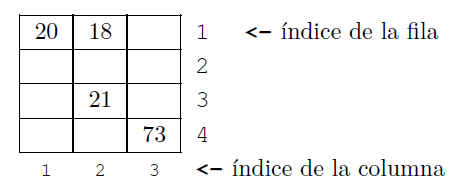 20 18 1 <- índice de la fila
2
21 3
73 4
1 2 3 <- índice de la columna